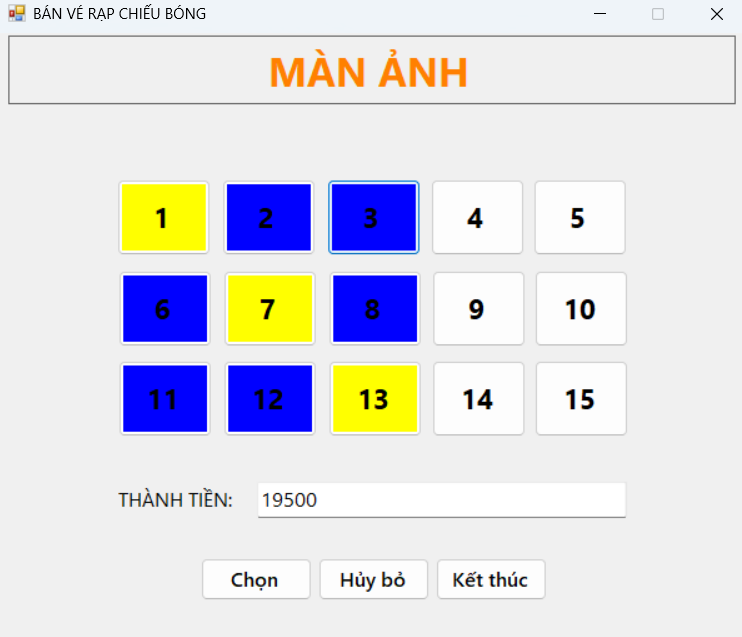 BÁN VÉ RẠP CHIẾU BÓNG
MÀN ẢNH
1 2 3 4 5
6 7 8 9 10
11 12 13 14 15
THÀNH TIỀN: 19500
Chọn Hủy bỏ Kết thúc